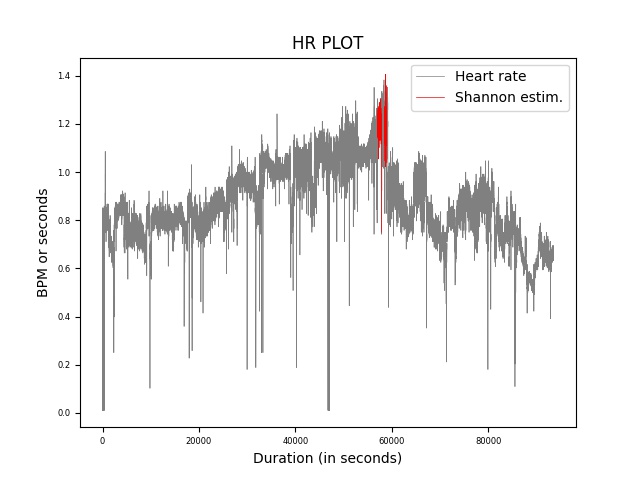 HR PLOT
Heart rate
Shannon estim.
BPM or seconds
1.4
1.2
1.0
0.8
0.6
0.4
0.2
0.0
0 20000 40000 60000 80000
Duration (in seconds)